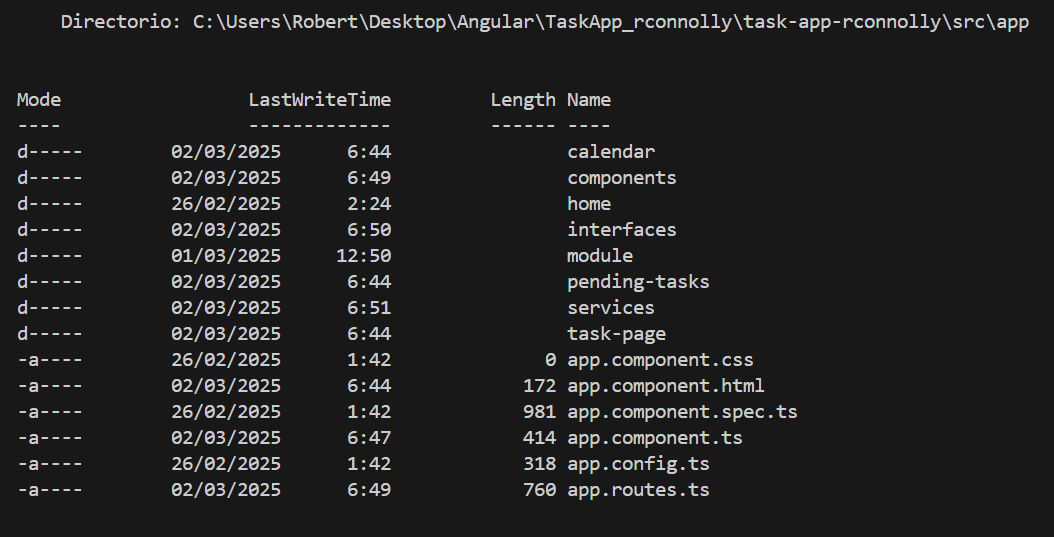 Directorio: C:\Users\Robert\Desktop\Angular\TaskApp_rconnolly\task-app-rconnolly\src\app
Mode LastWriteTime Length Name
---- ------------- ------ ----
d----- 02/03/2025 6:44 calendar
d----- 02/03/2025 6:49 components
d----- 26/02/2025 2:24 home
d----- 02/03/2025 6:50 interfaces
d----- 01/03/2025 12:50 module
d----- 02/03/2025 6:44 pending-tasks
d----- 02/03/2025 6:51 services
d----- 02/03/2025 6:44 task-page
-a---- 26/02/2025 1:42 0 app.component.css
-a---- 02/03/2025 6:44 172 app.component.html
-a---- 26/02/2025 1:42 981 app.component.spec.ts
-a---- 02/03/2025 6:47 414 app.component.ts
-a---- 26/02/2025 1:42 318 app.config.ts
-a---- 02/03/2025 6:49 760 app.routes.ts